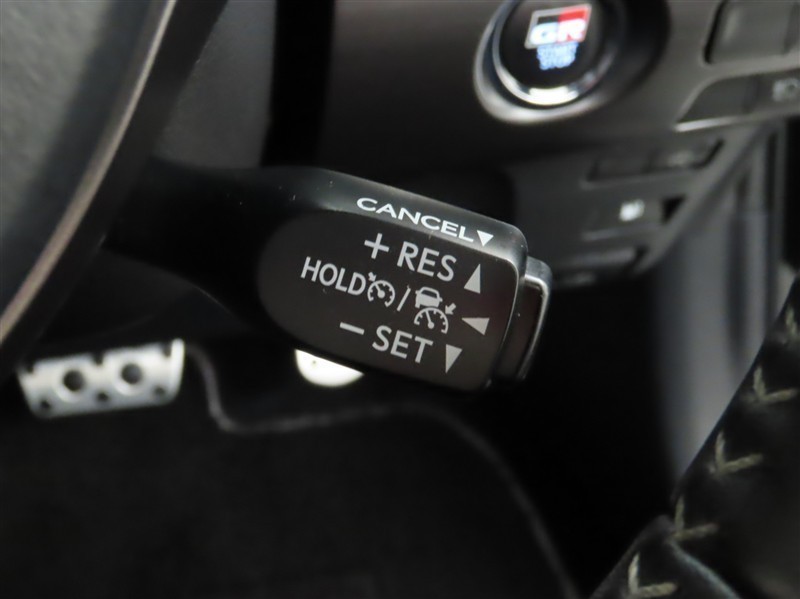 GR
START
STOP
CANCEL▼
+ RES ▲
HOLD / ◀
− SET ▼